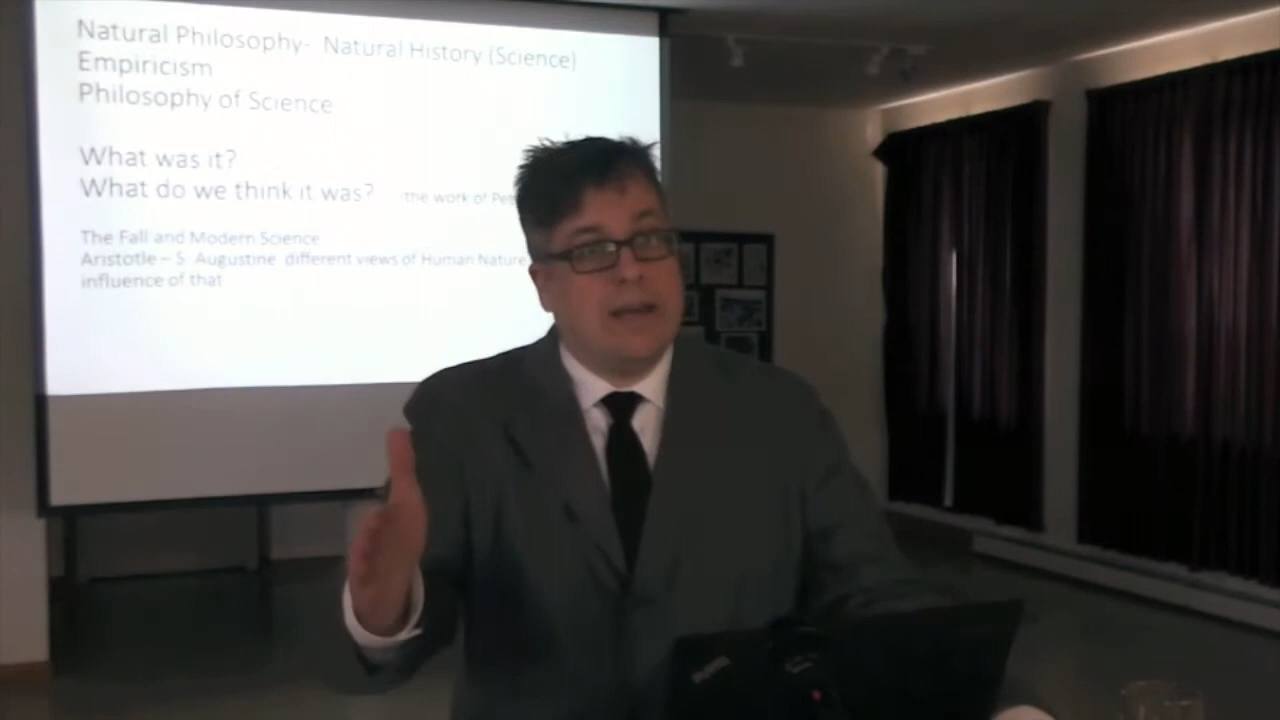 Natural Philosophy- Natural History (Science)
Empiricism
Philosophy of Science
What was it?
What do we think it was? -the work of
The Fall and Modern Science
Aristotle – S Augustine different views of Human Nature
influence of that